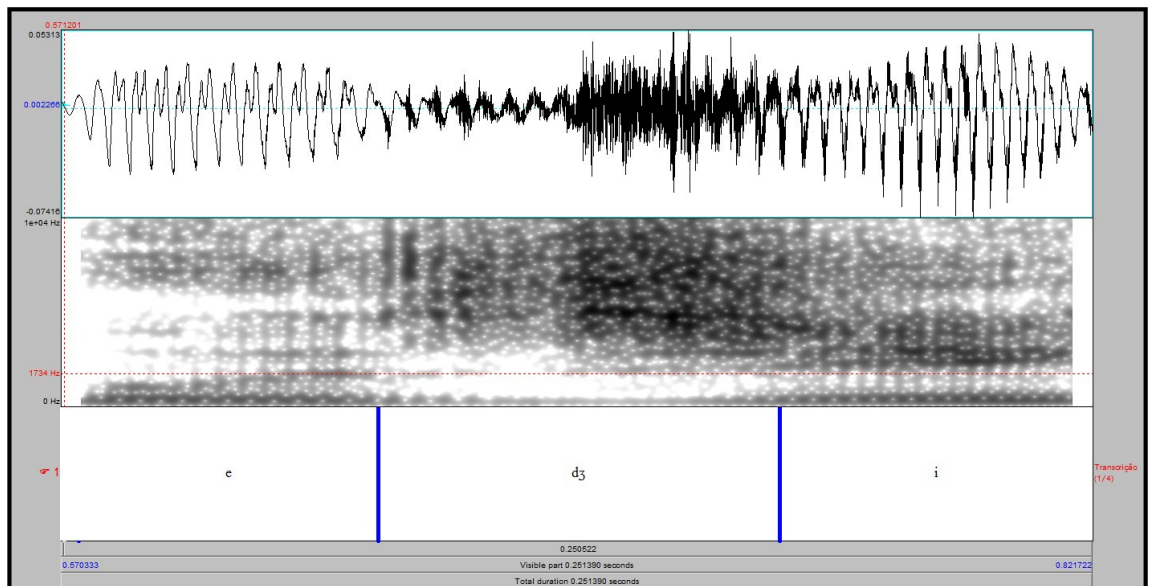 0.571201
0.05313
0.002266
-0.07416
1e+04 Hz
1734 Hz
0 Hz
☞ 1
e dʒ i
Transcrição
(1/4)
0.250522
0.570333 Visible part 0.251390 seconds 0.821722
Total duration 0.251390 seconds